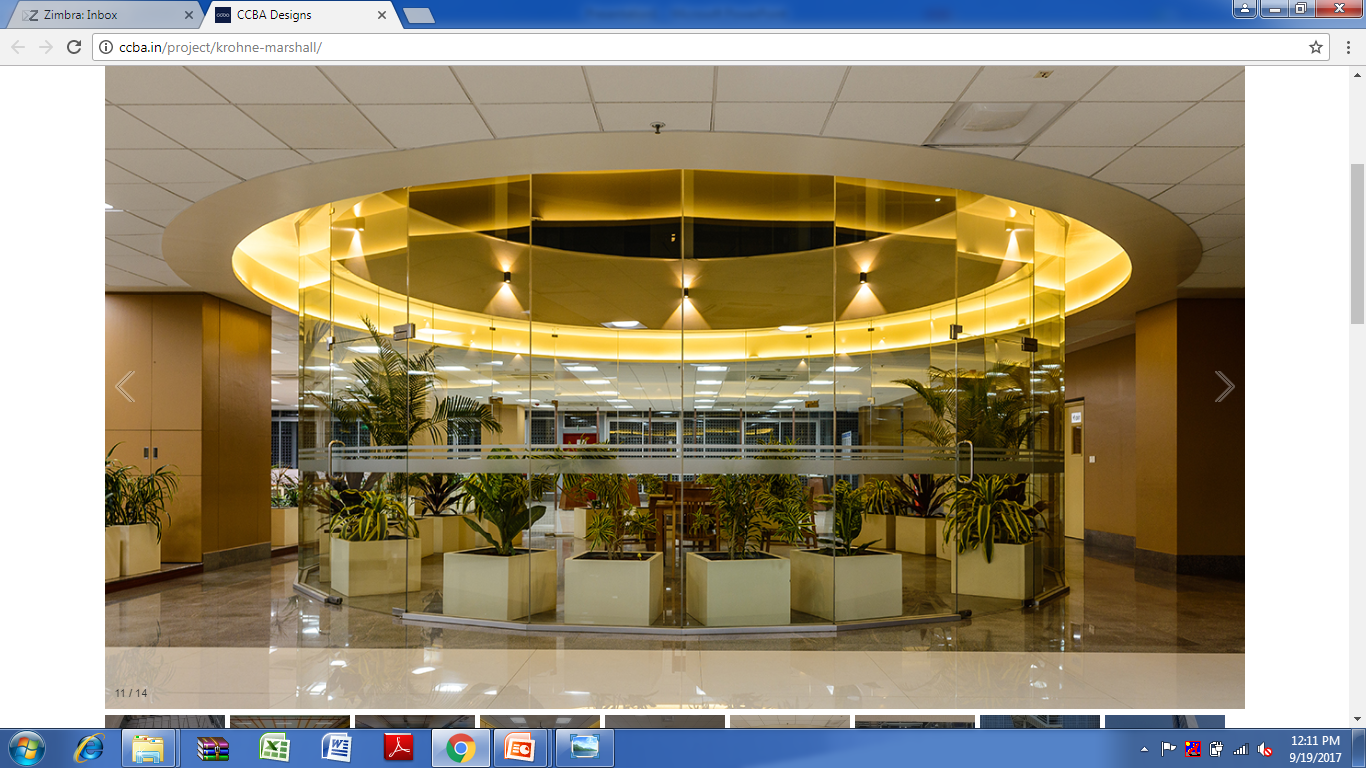 Zimbra: Inbox
CCBA Designs
ccba.in/project/krohne-marshall/
11 / 14
12:11 PM
9/19/2017